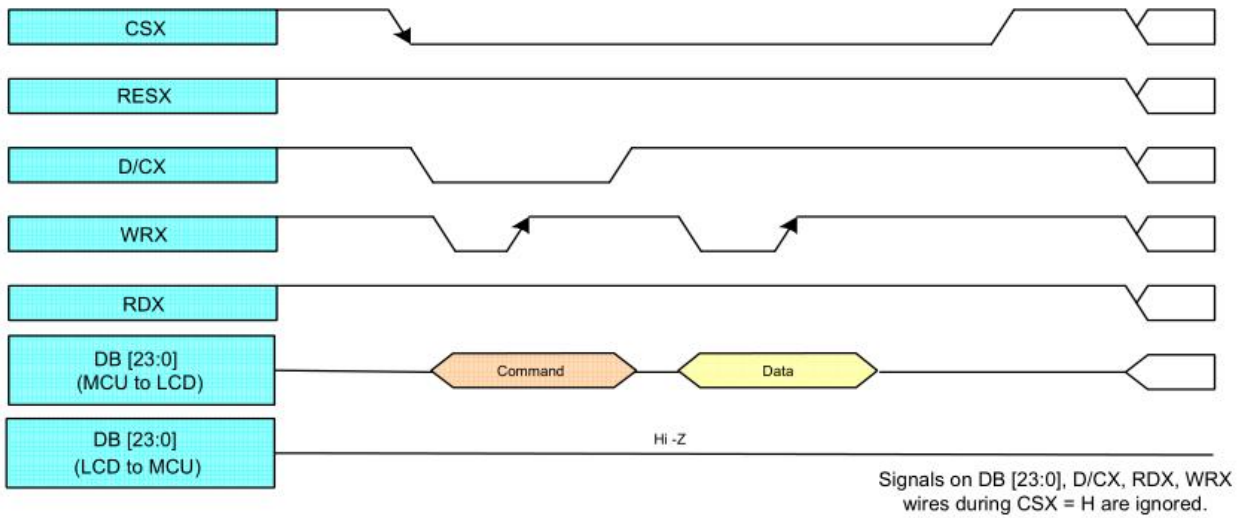 CSX
RESX
D/CX
WRX
RDX
DB [23:0]
(MCU to LCD)
Command
Data
DB [23:0]
(LCD to MCU)
Hi -Z
Signals on DB [23:0], D/CX, RDX, WRX
wires during CSX = H are ignored.